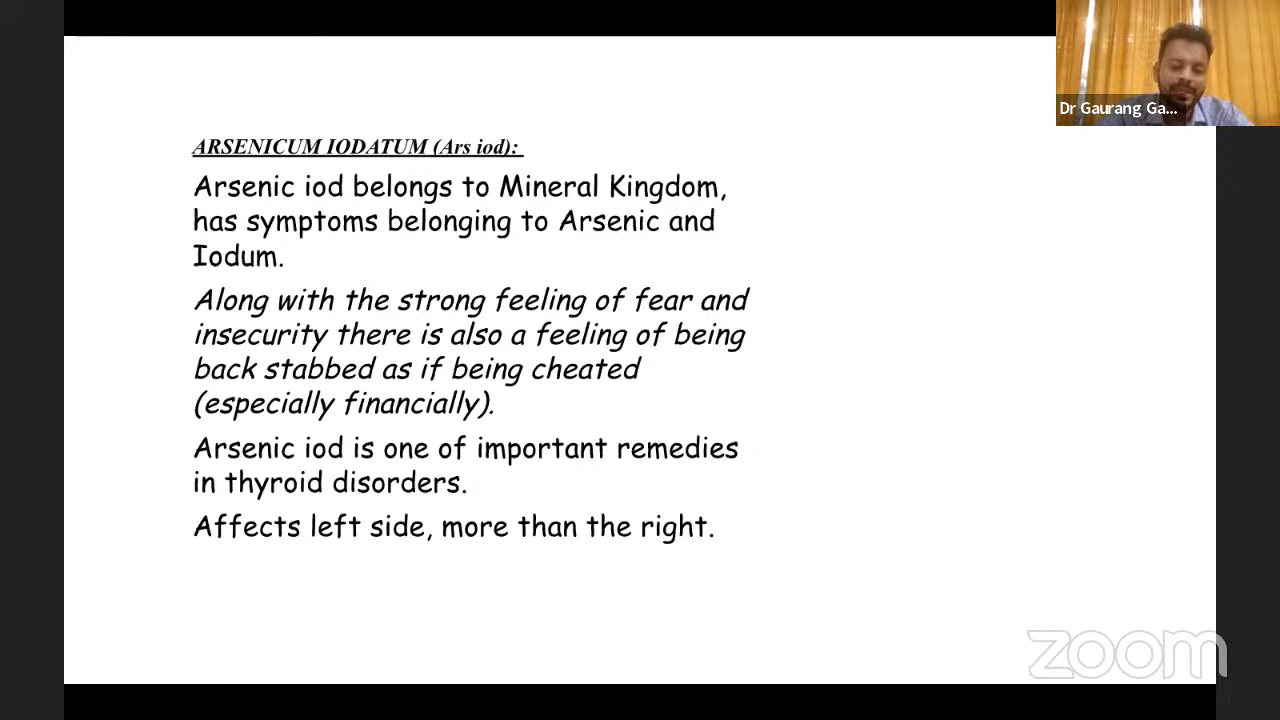 Dr Gaurang Ga...
ARSENICUM IODATUM (Ars iod):
Arsenic iod belongs to Mineral Kingdom,
has symptoms belonging to Arsenic and
Iodum.
Along with the strong feeling of fear and
insecurity there is also a feeling of being
back stabbed as if being cheated
(especially financially).
Arsenic iod is one of important remedies
in thyroid disorders.
Affects left side, more than the right.
zoom